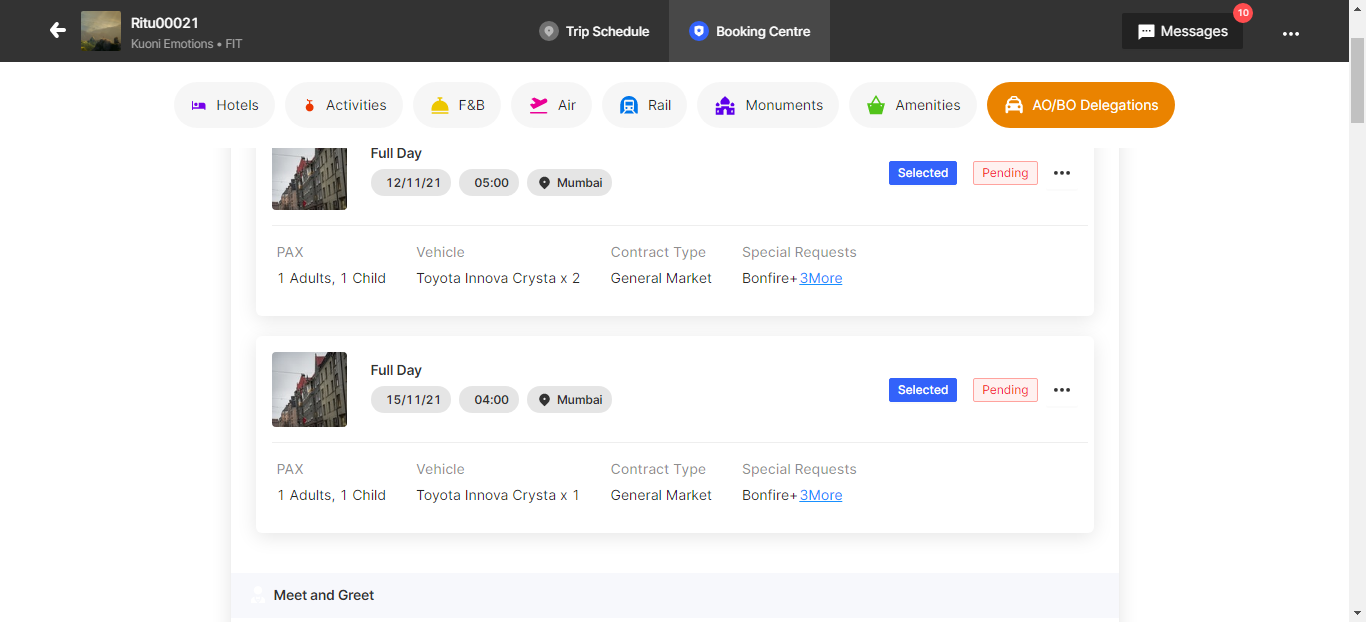 Ritu00021
Kuoni Emotions • FIT
Trip Schedule
Booking Centre
Messages
10
Hotels
Activities
F&B
Air
Rail
Monuments
Amenities
AO/BO Delegations
Full Day
12/11/21
05:00
Mumbai
Selected
Pending
PAX
Vehicle
Contract Type
Special Requests
1 Adults, 1 Child
Toyota Innova Crysta x 2
General Market
Bonfire+3More
Full Day
15/11/21
04:00
Mumbai
Selected
Pending
PAX
Vehicle
Contract Type
Special Requests
1 Adults, 1 Child
Toyota Innova Crysta x 1
General Market
Bonfire+3More
Meet and Greet